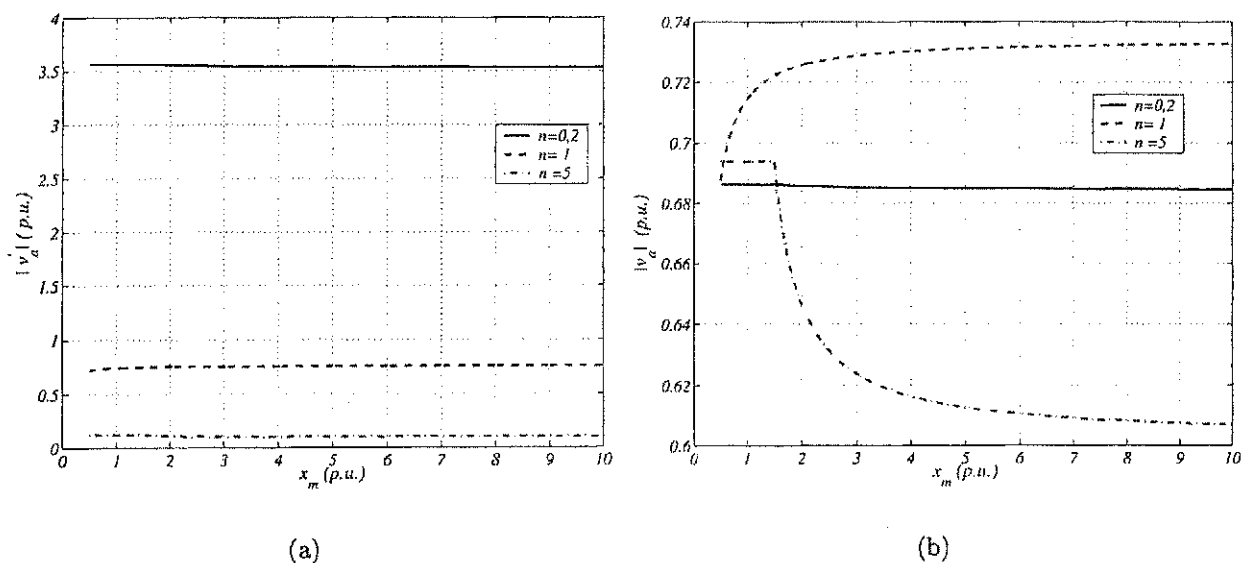 4
3.5
3
2.5
2
1.5
1
0.5
0
|v'a| (p.u.)
n=0,2
n= 1
n =5
0 1 2 3 4 5 6 7 8 9 10
x_m (p.u.)
(a)
0.74
0.72
0.7
0.68
0.66
0.64
0.62
0.6
|va| (p.u.)
n=0,2
n= 1
n =5
0 1 2 3 4 5 6 7 8 9 10
x_m (p.u.)
(b)